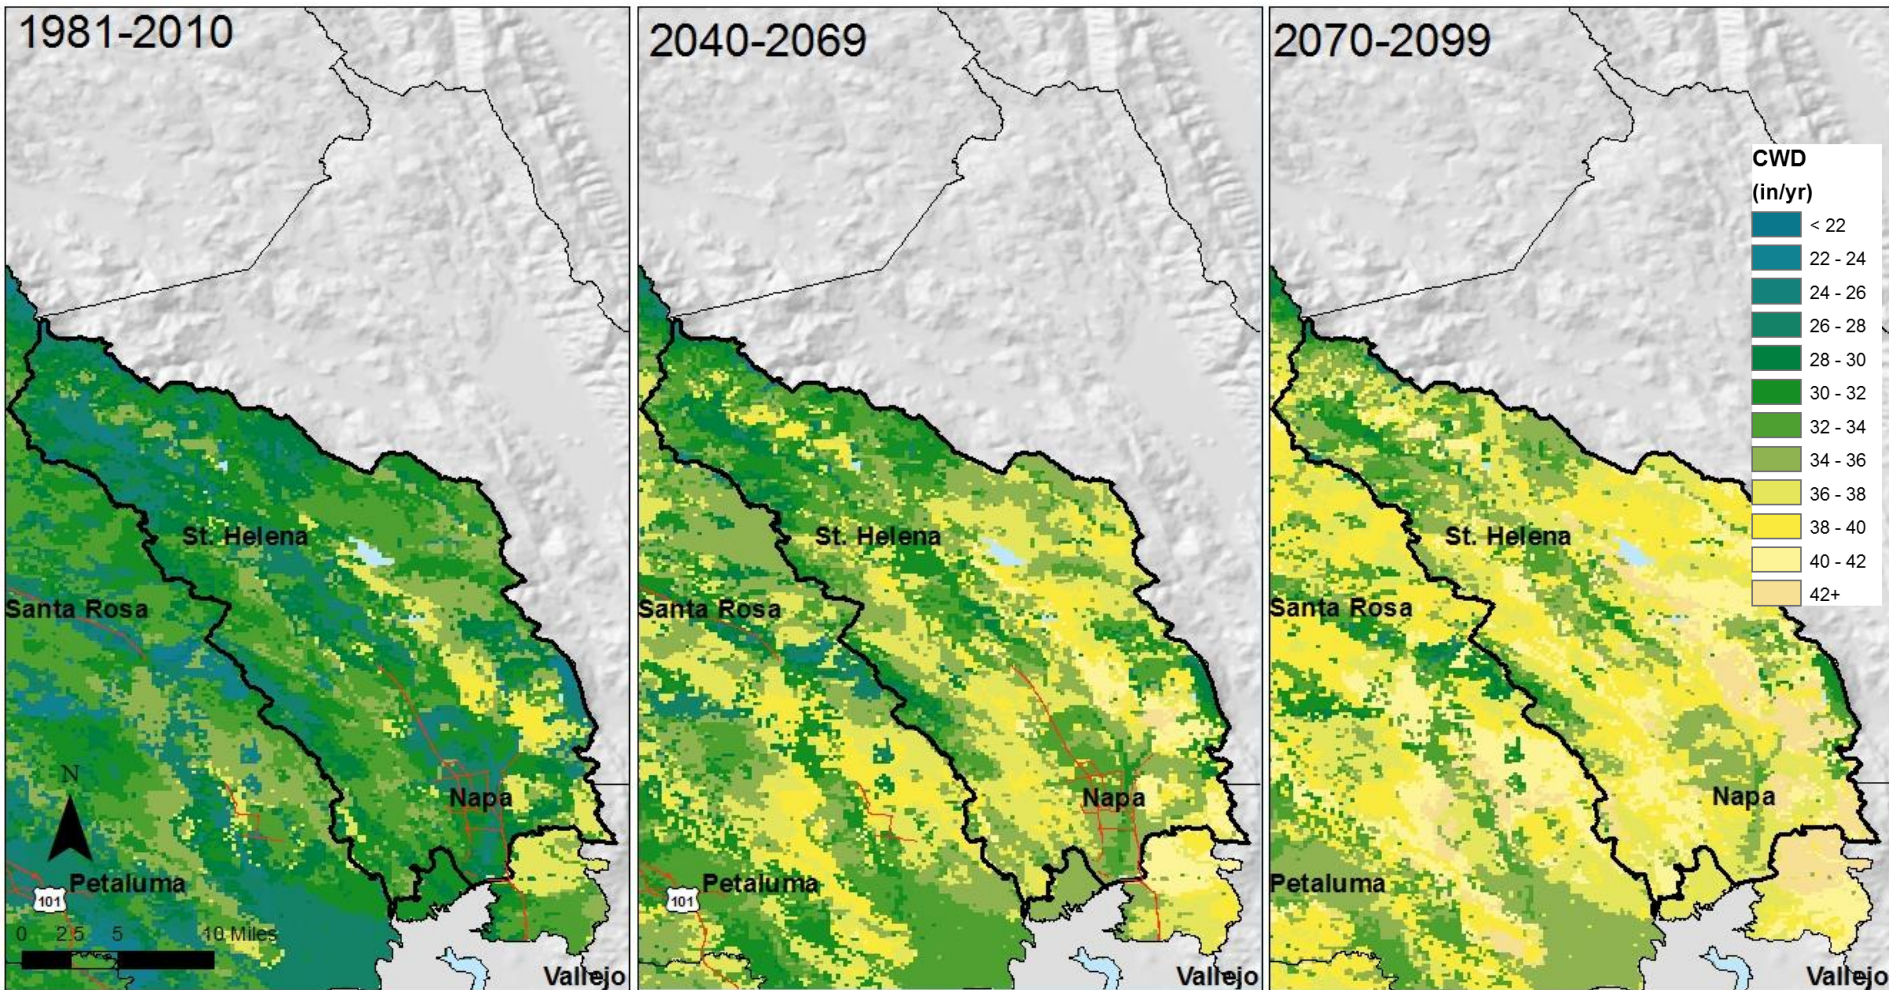 1981-2010
St. Helena
Santa Rosa
N
Napa
Petaluma
101
0 2.5 5 10 Miles
Vallejo
2040-2069
St. Helena
Santa Rosa
Napa
Petaluma
101
Vallejo
2070-2099
CWD
(in/yr)
< 22
22 - 24
24 - 26
26 - 28
28 - 30
30 - 32
32 - 34
34 - 36
36 - 38
38 - 40
40 - 42
42+
St. Helena
Santa Rosa
Napa
Petaluma
Vallejo